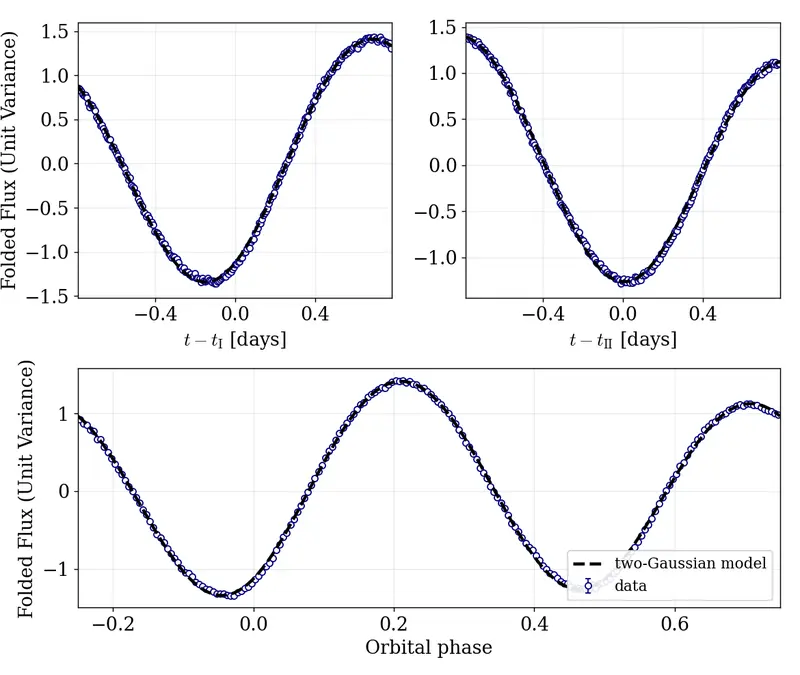 Folded Flux (Unit Variance)
1.5
1.0
0.5
0.0
−0.5
−1.0
−1.5
−0.4 0.0 0.4
t − tI [days]
1.5
1.0
0.5
0.0
−0.5
−1.0
−0.4 0.0 0.4
t − tII [days]
Folded Flux (Unit Variance)
1
0
−1
two-Gaussian model
data
−0.2 0.0 0.2 0.4 0.6
Orbital phase